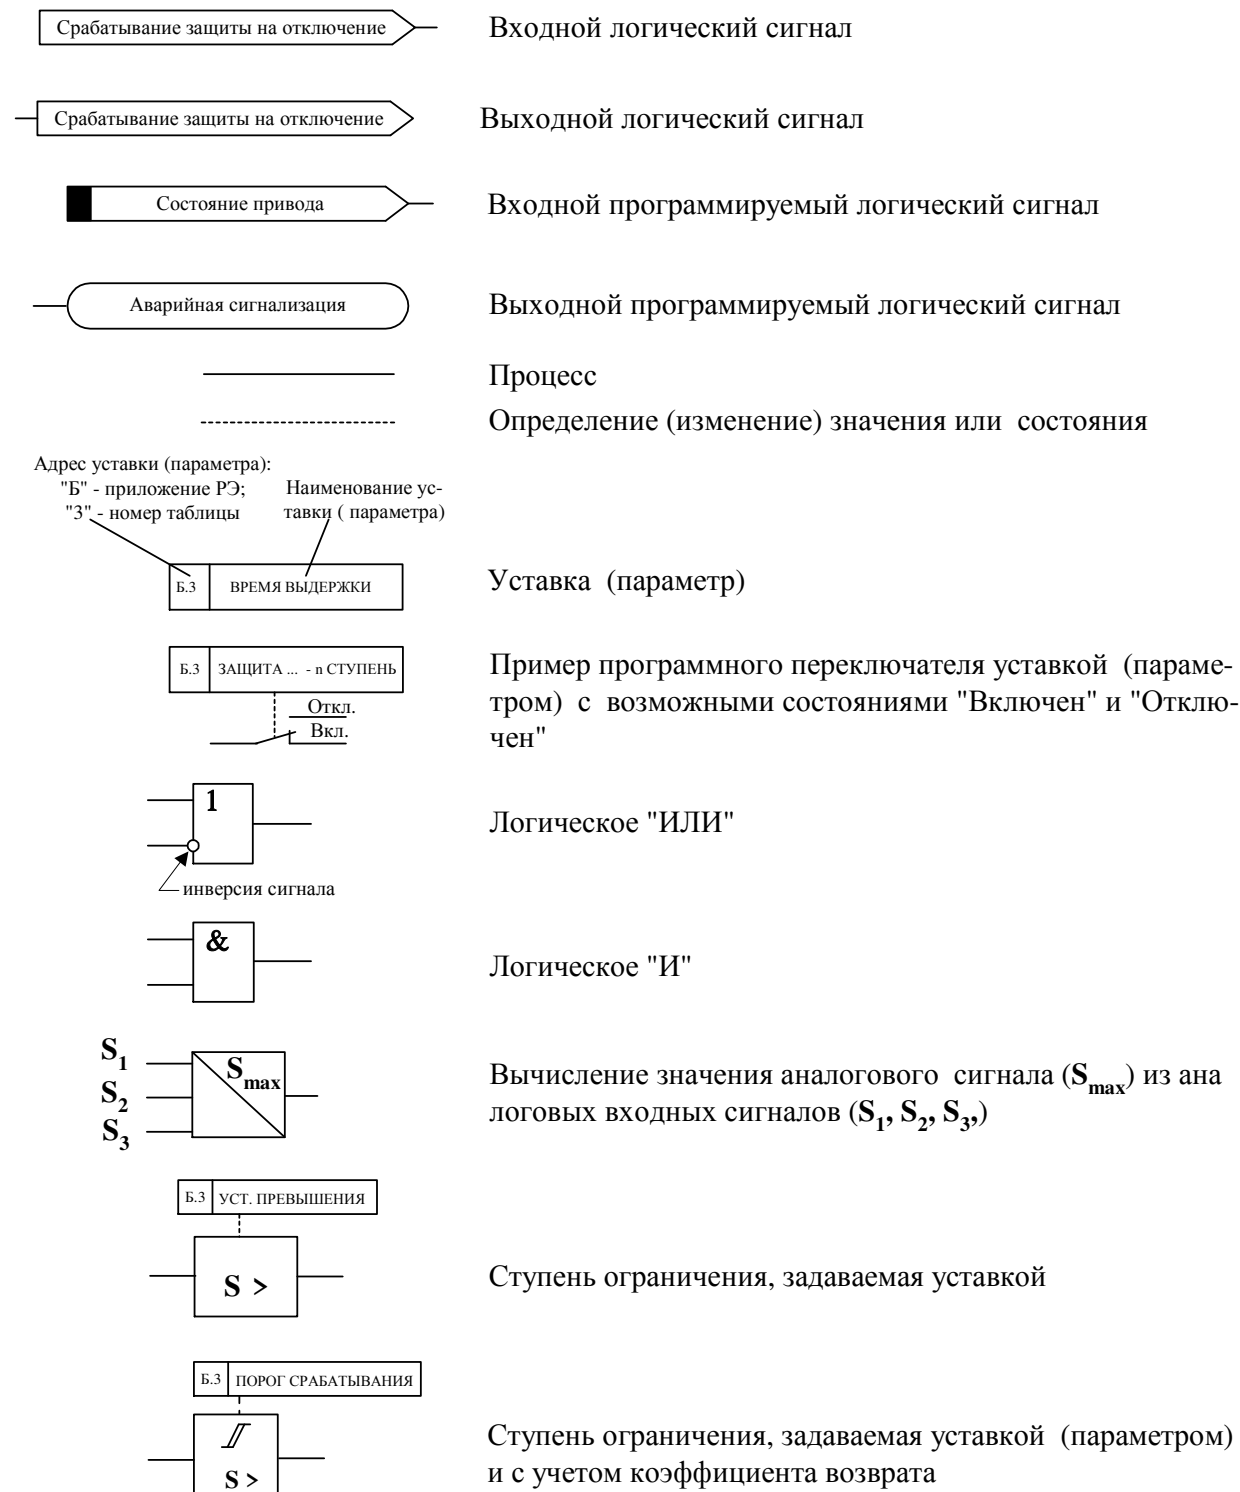 Срабатывание защиты на отключение
Входной логический сигнал
Срабатывание защиты на отключение
Выходной логический сигнал
Состояние привода
Входной программируемый логический сигнал
Аварийная сигнализация
Выходной программируемый логический сигнал
Процесс
Определение (изменение) значения или состояния
Адрес уставки (параметра):
"Б" - приложение РЭ;
"3" - номер таблицы
Наименование ус-
тавки ( параметра)
Б.3 ВРЕМЯ ВЫДЕРЖКИ
Уставка (параметр)
Б.3 ЗАЩИТА ... - n СТУПЕНЬ
Откл.
Вкл.
Пример программного переключателя уставкой (параме-
тром) с возможными состояниями "Включен" и "Отклю-
чен"
1
инверсия сигнала
Логическое "ИЛИ"
&
Логическое "И"
S1
S2
S3
Smax
Вычисление значения аналогового сигнала (Smax) из ана
логовых входных сигналов (S1, S2, S3,)
Б.3 УСТ. ПРЕВЫШЕНИЯ
S >
Ступень ограничения, задаваемая уставкой
Б.3 ПОРОГ СРАБАТЫВАНИЯ
S >
Ступень ограничения, задаваемая уставкой (параметром)
и с учетом коэффициента возврата